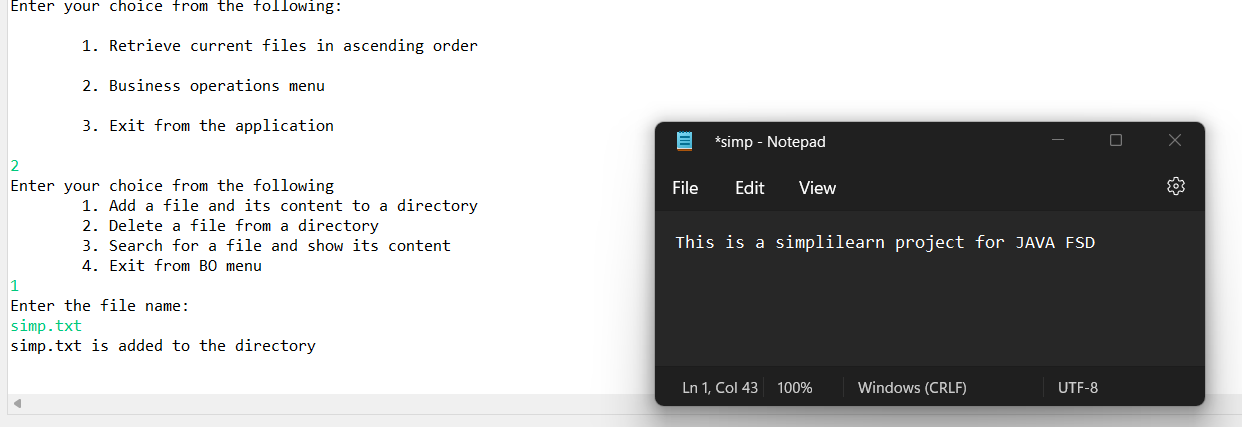 Enter your choice from the following:
1. Retrieve current files in ascending order
2. Business operations menu
3. Exit from the application
2
Enter your choice from the following
1. Add a file and its content to a directory
2. Delete a file from a directory
3. Search for a file and show its content
4. Exit from BO menu
1
Enter the file name:
simp.txt
simp.txt is added to the directory
*simp - Notepad
File Edit View
This is a simplilearn project for JAVA FSD
Ln 1, Col 43 100% Windows (CRLF) UTF-8